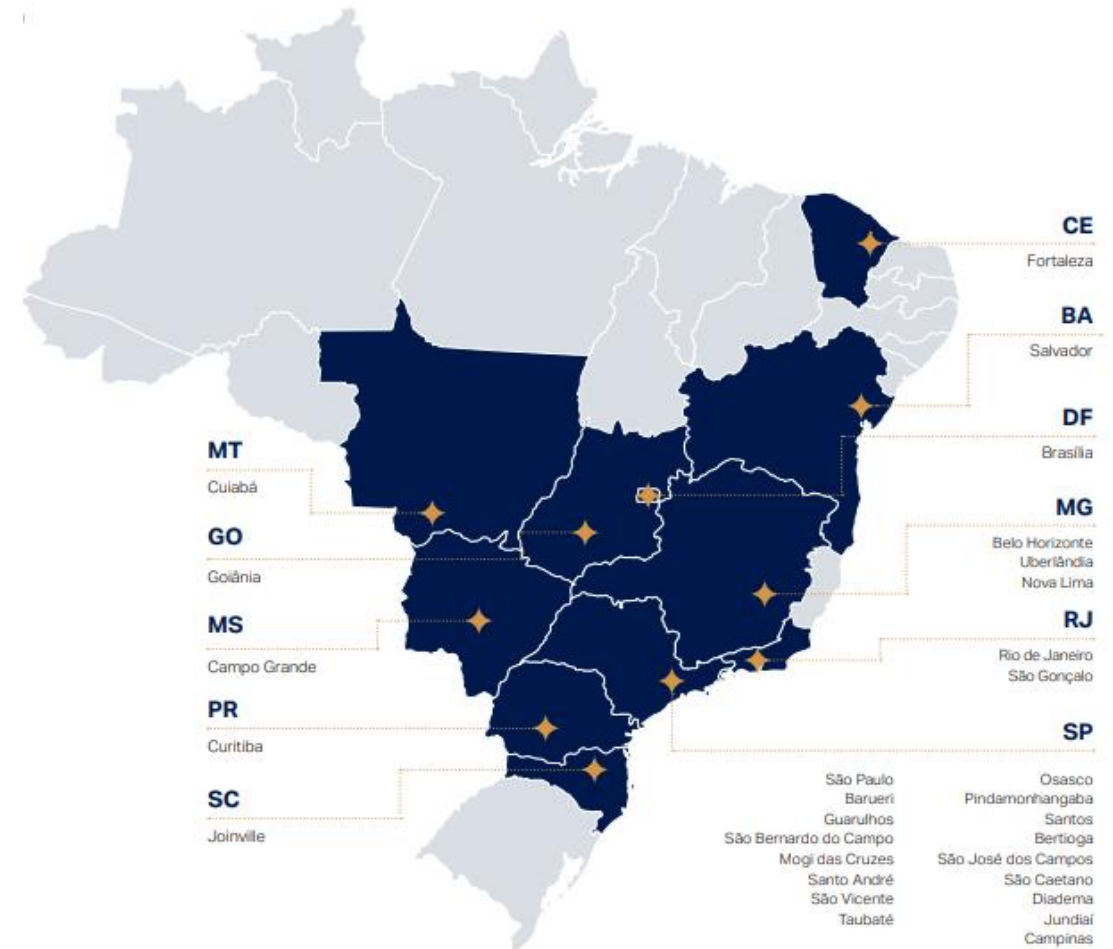 CE
Fortaleza
BA
Salvador
DF
Brasília
MG
Belo Horizonte
Uberlândia
Nova Lima
RJ
Rio de Janeiro
São Gonçalo
SP
São Paulo
Barueri
Guarulhos
São Bernardo do Campo
Mogi das Cruzes
Santo André
São Vicente
Taubaté
Osasco
Pindamonhangaba
Santos
Bertioga
São José dos Campos
São Caetano
Diadema
Jundiaí
Campinas
MT
Cuiabá
GO
Goiânia
MS
Campo Grande
PR
Curitiba
SC
Joinville